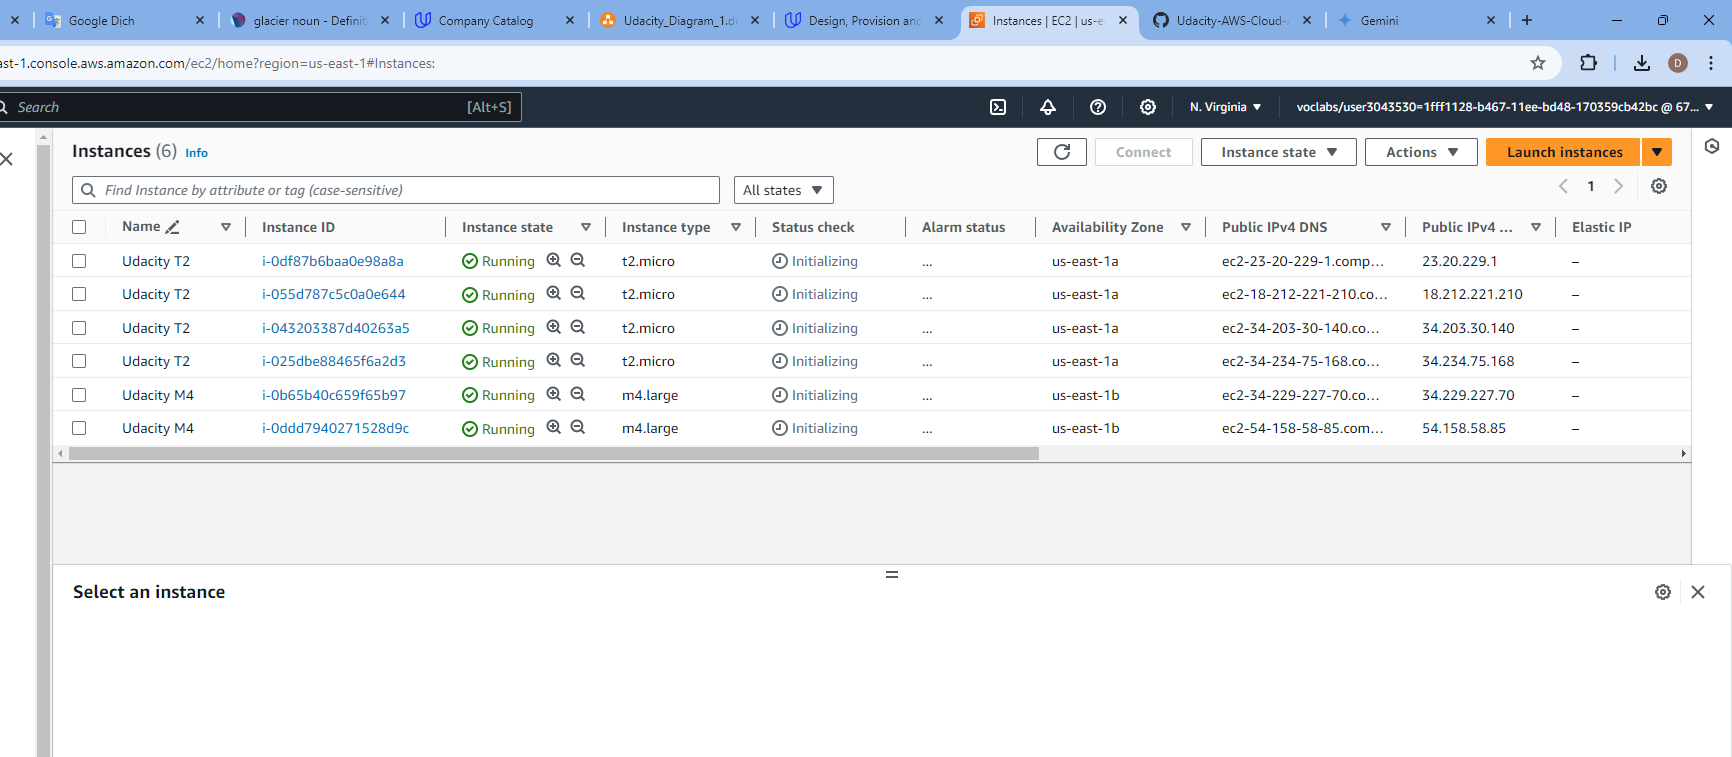 Google Dịch
glacier noun - Definiti
Company Catalog
Udacity_Diagram_1.d
Design, Provision and
Instances | EC2 | us-ea
Udacity-AWS-Cloud-
Gemini
ast-1.console.aws.amazon.com/ec2/home?region=us-east-1#Instances:
D
Search
[Alt+S]
N. Virginia
voclabs/user3043530=1fff1128-b467-11ee-bd48-170359cb42bc @ 67...
Instances (6) Info
Connect
Instance state
Actions
Launch instances
Find Instance by attribute or tag (case-sensitive)
All states
1
Name Instance ID Instance state Instance type Status check Alarm status Availability Zone Public IPv4 DNS Public IPv4 ... Elastic IP
Udacity T2 i-0df87b6baa0e98a8a Running t2.micro Initializing ... us-east-1a ec2-23-20-229-1.comp... 23.20.229.1 –
Udacity T2 i-055d787c5c0a0e644 Running t2.micro Initializing ... us-east-1a ec2-18-212-221-210.co... 18.212.221.210 –
Udacity T2 i-043203387d40263a5 Running t2.micro Initializing ... us-east-1a ec2-34-203-30-140.co... 34.203.30.140 –
Udacity T2 i-025dbe88465f6a2d3 Running t2.micro Initializing ... us-east-1a ec2-34-234-75-168.co... 34.234.75.168 –
Udacity M4 i-0b65b40c659f65b97 Running m4.large Initializing ... us-east-1b ec2-34-229-227-70.co... 34.229.227.70 –
Udacity M4 i-0ddd7940271528d9c Running m4.large Initializing ... us-east-1b ec2-54-158-58-85.com... 54.158.58.85 –
Select an instance